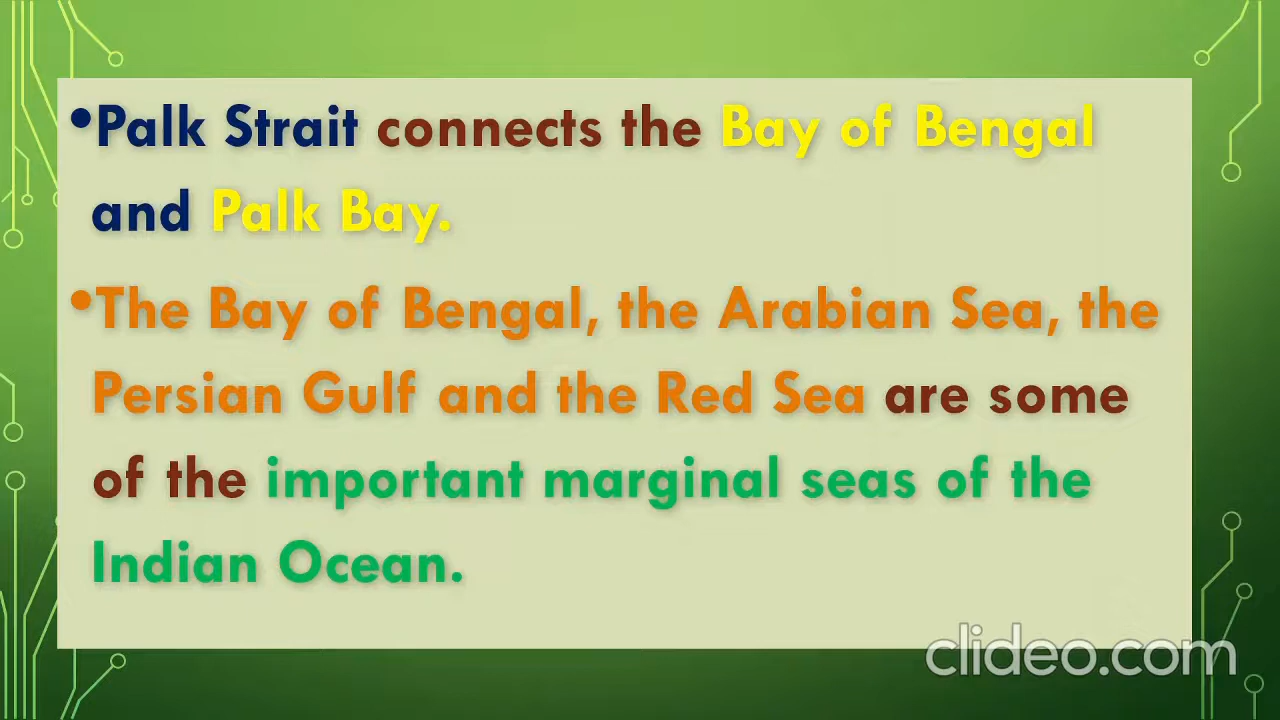 •Palk Strait connects the Bay of Bengal
and Palk Bay.
•The Bay of Bengal, the Arabian Sea, the
Persian Gulf and the Red Sea are some
of the important marginal seas of the
Indian Ocean.
clideo.com